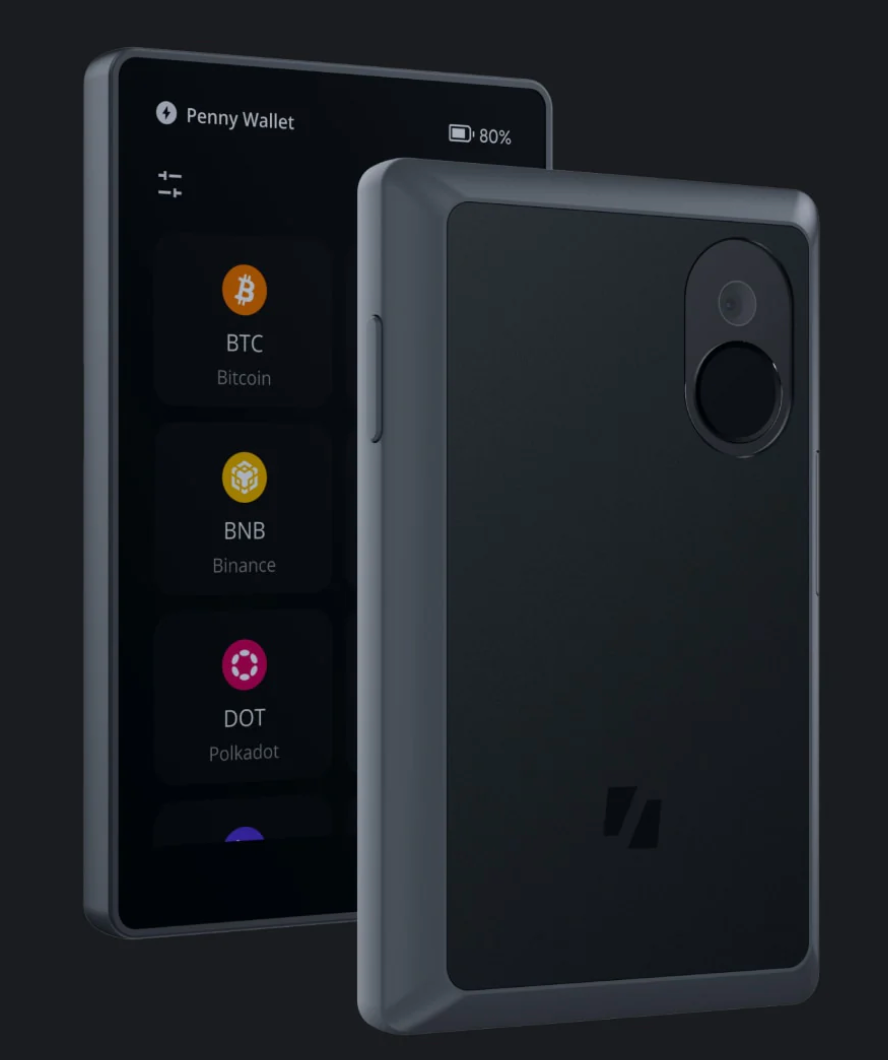 Penny Wallet
80%
BTC
Bitcoin
BNB
Binance
DOT
Polkadot